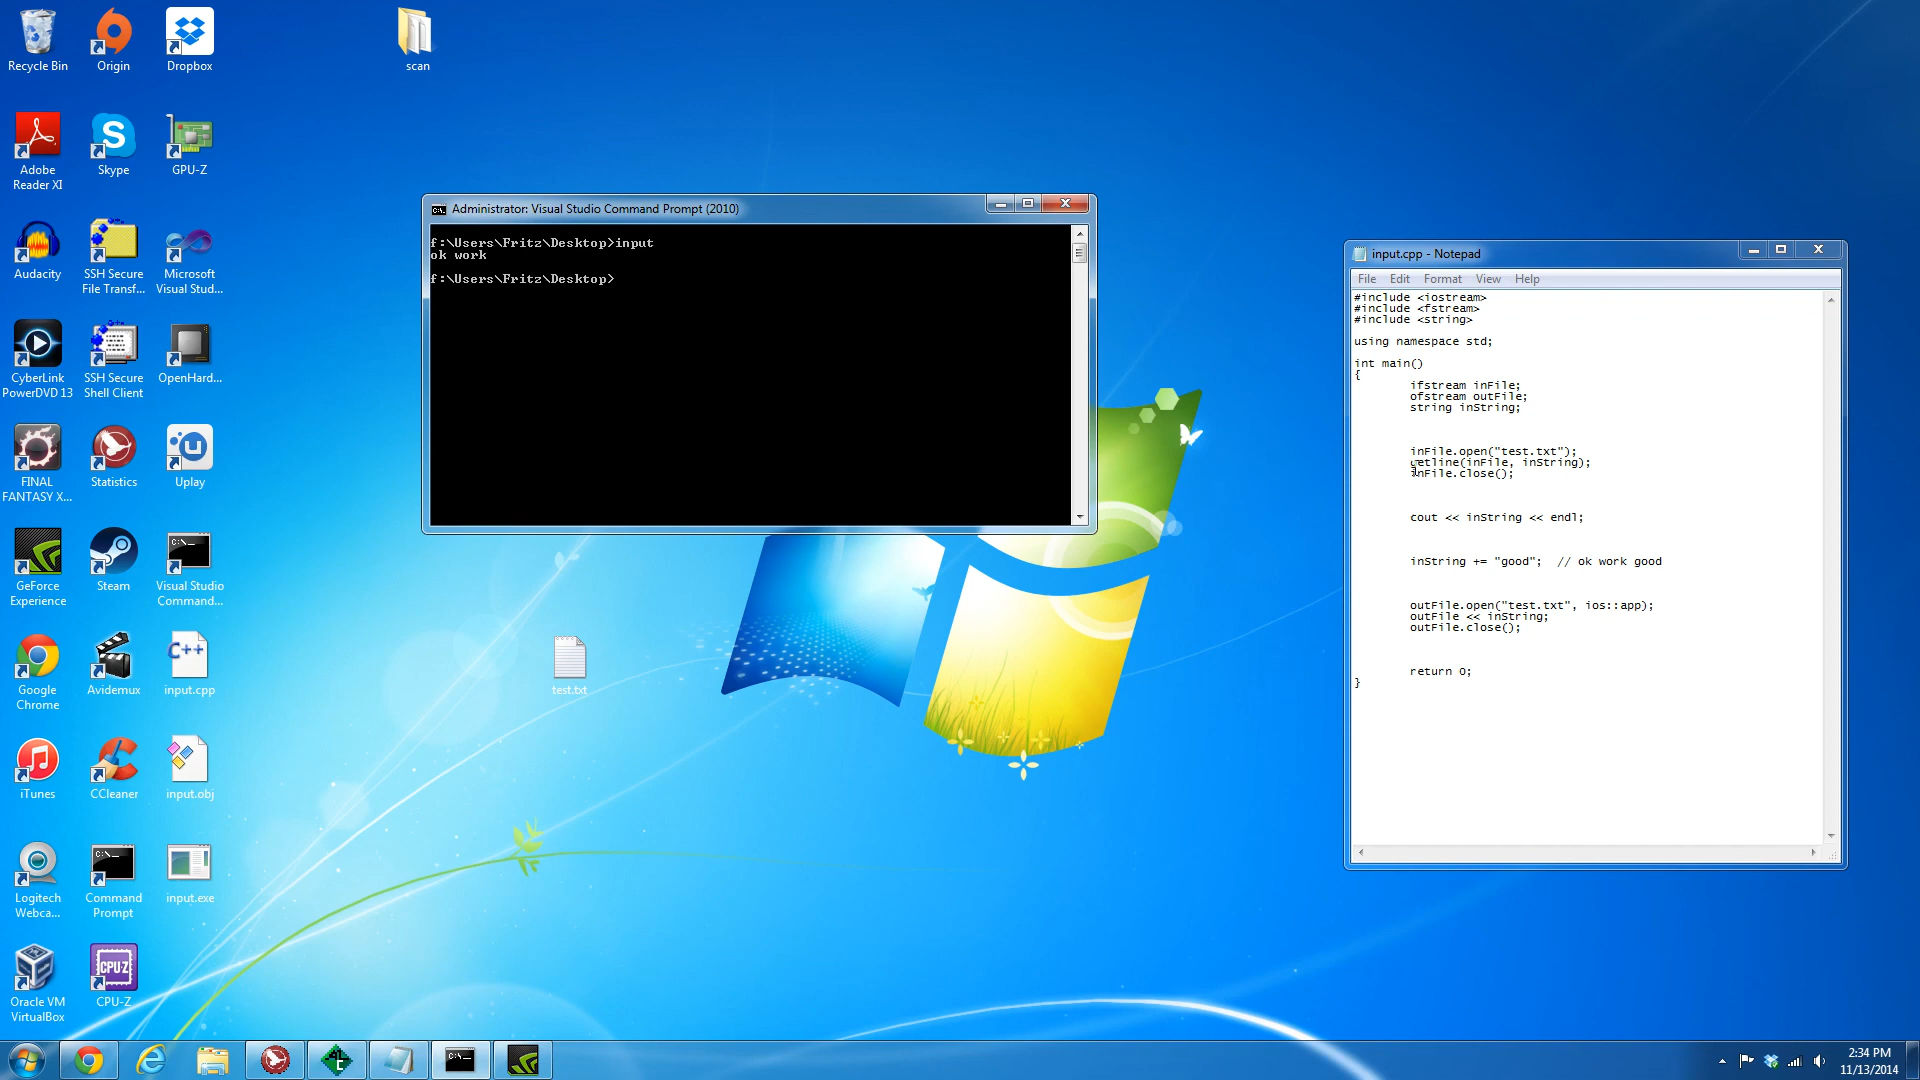 Recycle Bin
Origin
Dropbox
scan
Adobe
Reader XI
Skype
GPU-Z
Audacity
SSH Secure
File Transf...
Microsoft
Visual Stud...
CyberLink
PowerDVD 13
SSH Secure
Shell Client
OpenHard...
FINAL
FANTASY X...
Statistics
Uplay
GeForce
Experience
Steam
Visual Studio
Command...
Google
Chrome
Avidemux
C++
input.cpp
iTunes
CCleaner
input.obj
Logitech
Webca...
Command
Prompt
input.exe
Oracle VM
VirtualBox
CPU-Z
CPU-Z
test.txt
Administrator: Visual Studio Command Prompt (2010)
f:\Users\Fritz\Desktop>input
ok work
f:\Users\Fritz\Desktop>
input.cpp - Notepad
File Edit Format View Help
#include <iostream>
#include <fstream>
#include <string>
using namespace std;
int main()
{
ifstream inFile;
ofstream outFile;
string inString;
inFile.open("test.txt");
getline(inFile, inString);
inFile.close();
cout << inString << endl;
inString += "good";  // ok work good
outFile.open("test.txt", ios::app);
outFile << inString;
outFile.close();
return 0;
}
2:34 PM
11/13/2014